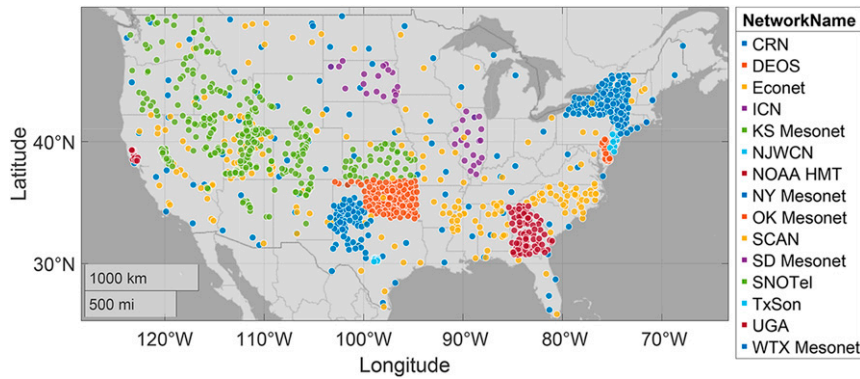 NetworkName
CRN
DEOS
Econet
ICN
KS Mesonet
NJWCN
NOAA HMT
NY Mesonet
OK Mesonet
SCAN
SD Mesonet
SNOTel
TxSon
UGA
WTX Mesonet
Latitude
40°N
30°N
1000 km
500 mi
120°W 110°W 100°W 90°W 80°W 70°W
Longitude